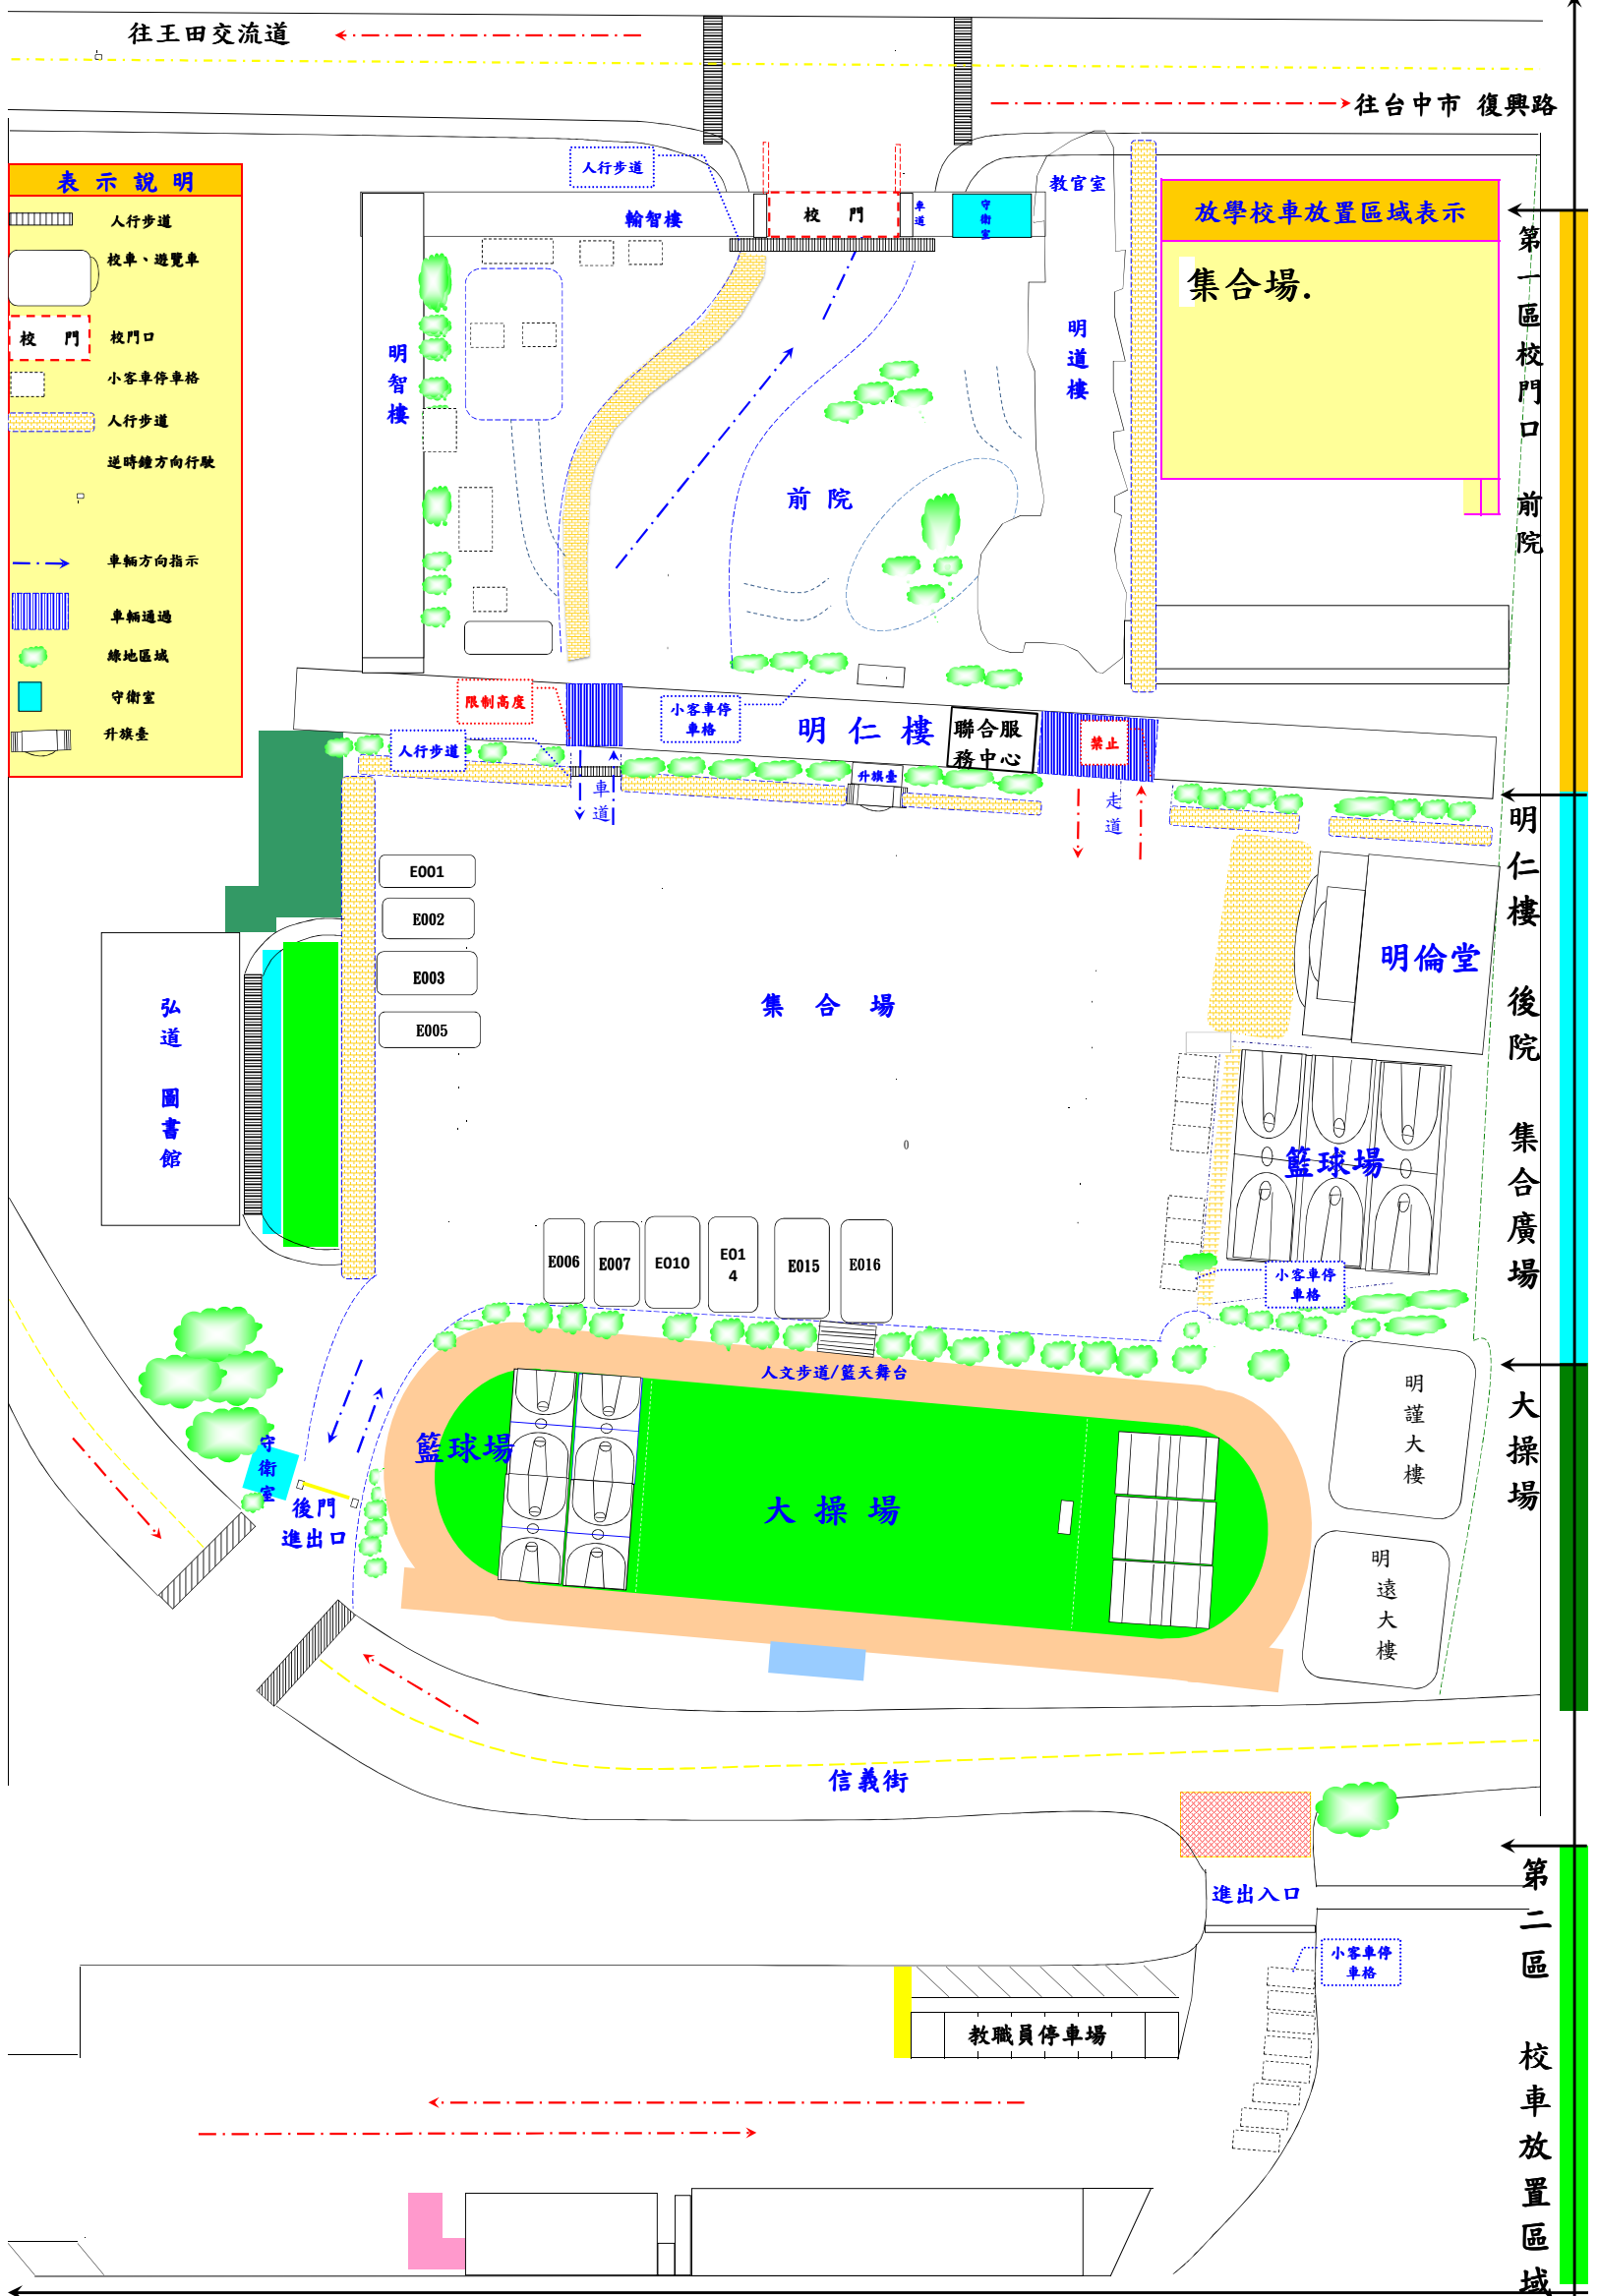 往王田交流道
往台中市 復興路
表示說明
人行步道
校車、遊覽車
校 門
校門口
小客車停車格
人行步道
逆時鐘方向行駛
車輛方向指示
車輛通過
綠地區域
守衛室
升旗臺
人行步道
輸智樓
校 門
車道
守衛室
教官室
放學校車放置區域表示
集合場.
明智樓
明道樓
前院
第一區校門口 前院
限制高度
小客車停
車格
明仁樓
聯合服
務中心
禁止
人行步道
升旗臺
車道
走道
E001
E002
E003
E005
集合場
明倫堂
弘道 圖書館
籃球場
0
明仁樓 後院 集合廣場
E006
E007
E010
E01
4
E015
E016
小客車停
車格
人文步道/籃天舞台
籃球場
大操場
明謹大樓
明遠大樓
大操場
守衛室
後門
進出口
信義街
進出入口
小客車停
車格
教職員停車場
第二區 校車放置區域